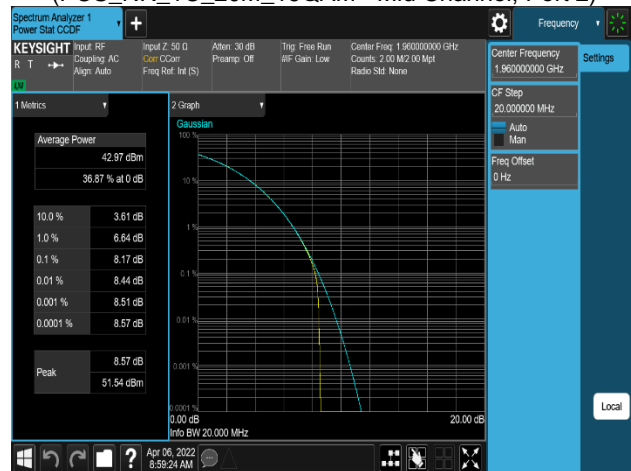 Spectrum Analyzer 1
Power Stat CCDF
Frequency
KEYSIGHT
R T
LXI
Input: RF
Coupling: AC
Align: Auto
Input Z: 50 Ω
Corr CCorr
Freq Ref: Int (S)
Atten: 30 dB
Preamp: Off
Trig: Free Run
#IF Gain: Low
Center Freq: 1.960000000 GHz
Counts: 2.00 M/2.00 Mpt
Radio Std: None
Center Frequency
1.960000000 GHz
Settings
CF Step
20.000000 MHz
Auto
Man
Freq Offset
0 Hz
1 Metrics
Average Power
42.97 dBm
36.87 % at 0 dB
10.0 % 3.61 dB
1.0 % 6.64 dB
0.1 % 8.17 dB
0.01 % 8.44 dB
0.001 % 8.51 dB
0.0001 % 8.57 dB
Peak 8.57 dB
51.54 dBm
2 Graph
Gaussian
100 %
10 %
1 %
0.1 %
0.01 %
0.001 %
0.0001 %
0.00 dB 20.00 dB
Info BW 20.000 MHz
Local
Apr 06, 2022
8:59:24 AM